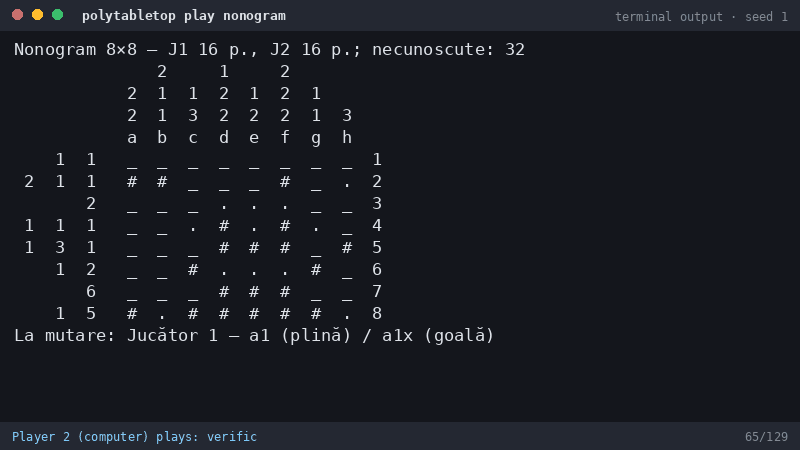 polytabletop play nonogram
terminal output · seed 1
Nonogram 8×8 — J1 16 p., J2 16 p.; necunoscute: 32
2 1 2
2 1 1 2 1 2 1
2 1 3 2 2 2 1 3
a b c d e f g h
1 1 _ _ _ _ _ _ _ _ 1
2 1 1 # # _ _ _ # _ . 2
2 _ _ _ . . . _ _ 3
1 1 1 _ _ . # . # . _ 4
1 3 1 _ _ _ # # # _ # 5
1 2 _ _ # . . . # _ 6
6 _ _ _ # # # _ _ 7
1 5 # . # # # # # . 8
La mutare: Jucător 1 — a1 (plină) / a1x (goală)
Player 2 (computer) plays: verific
65/129